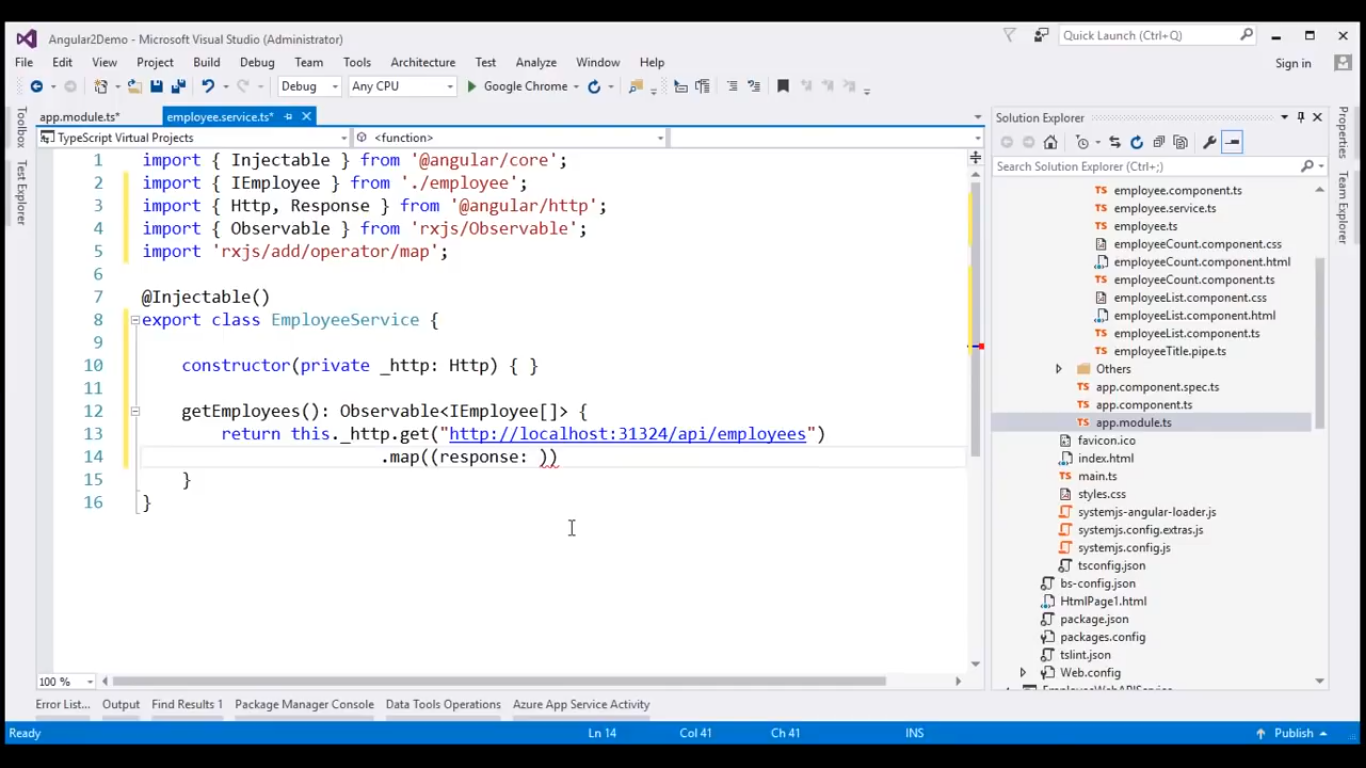 Angular2Demo - Microsoft Visual Studio (Administrator)
Quick Launch (Ctrl+Q)
File Edit View Project Build Debug Team Tools Architecture Test Analyze Window Help
Sign in
Debug Any CPU Google Chrome
Toolbox
Test Explorer
app.module.ts* employee.service.ts*
TypeScript Virtual Projects <function>
1 import { Injectable } from '@angular/core';
2 import { IEmployee } from './employee';
3 import { Http, Response } from '@angular/http';
4 import { Observable } from 'rxjs/Observable';
5 import 'rxjs/add/operator/map';
6
7 @Injectable()
8 export class EmployeeService {
9
10 constructor(private _http: Http) { }
11
12 getEmployees(): Observable<IEmployee[]> {
13 return this._http.get("http://localhost:31324/api/employees")
14 .map((response: ))
15 }
16 }
100 %
Solution Explorer
Search Solution Explorer (Ctrl+;)
employee.component.ts
employee.service.ts
employee.ts
employeeCount.component.css
employeeCount.component.html
employeeCount.component.ts
employeeList.component.css
employeeList.component.html
employeeList.component.ts
employeeTitle.pipe.ts
Others
app.component.spec.ts
app.component.ts
app.module.ts
favicon.ico
index.html
main.ts
styles.css
systemjs-angular-loader.js
systemjs.config.extras.js
systemjs.config.js
tsconfig.json
bs-config.json
HtmlPage1.html
package.json
packages.config
tslint.json
Web.config
EmployeeWebAPIService
Properties
Team Explorer
Error List... Output Find Results 1 Package Manager Console Data Tools Operations Azure App Service Activity
Ready Ln 14 Col 41 Ch 41 INS Publish